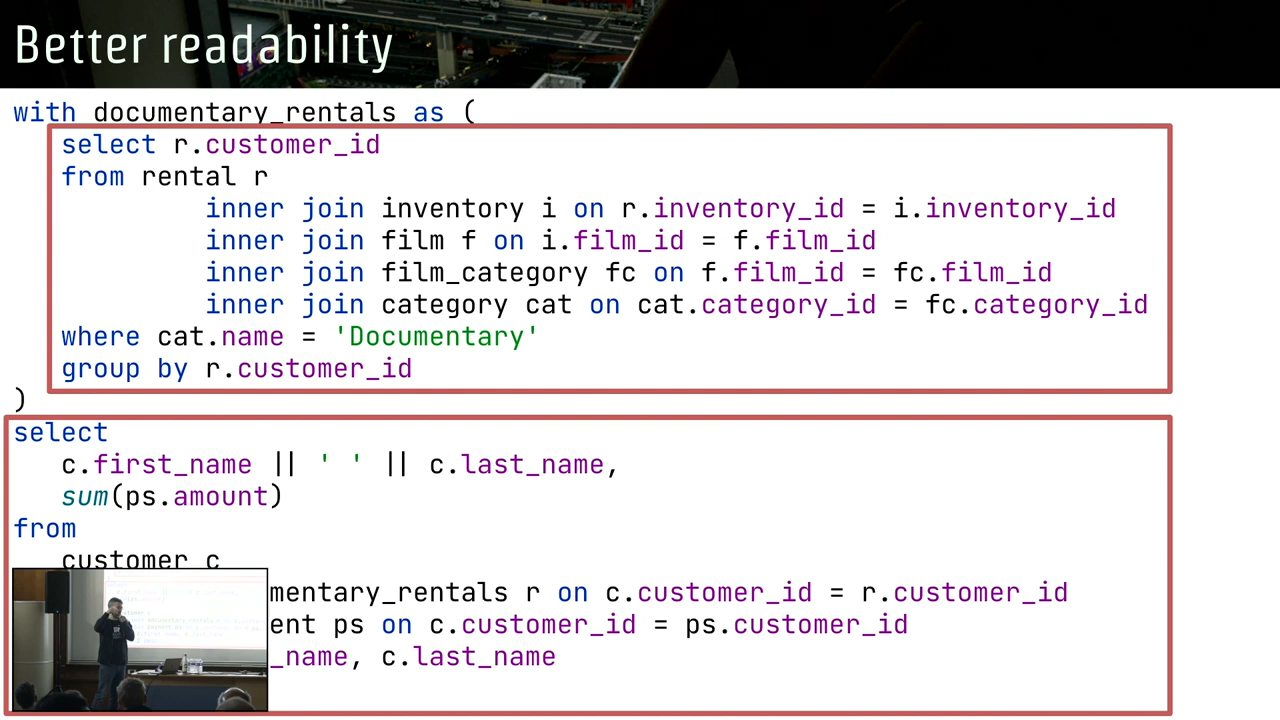 Better readability
with documentary_rentals as (
select r.customer_id
from rental r
inner join inventory i on r.inventory_id = i.inventory_id
inner join film f on i.film_id = f.film_id
inner join film_category fc on f.film_id = fc.film_id
inner join category cat on cat.category_id = fc.category_id
where cat.name = 'Documentary'
group by r.customer_id
)
select
c.first_name || ' ' || c.last_name,
sum(ps.amount)
from
customer c
mentary_rentals r on c.customer_id = r.customer_id
ent ps on c.customer_id = ps.customer_id
_name, c.last_name